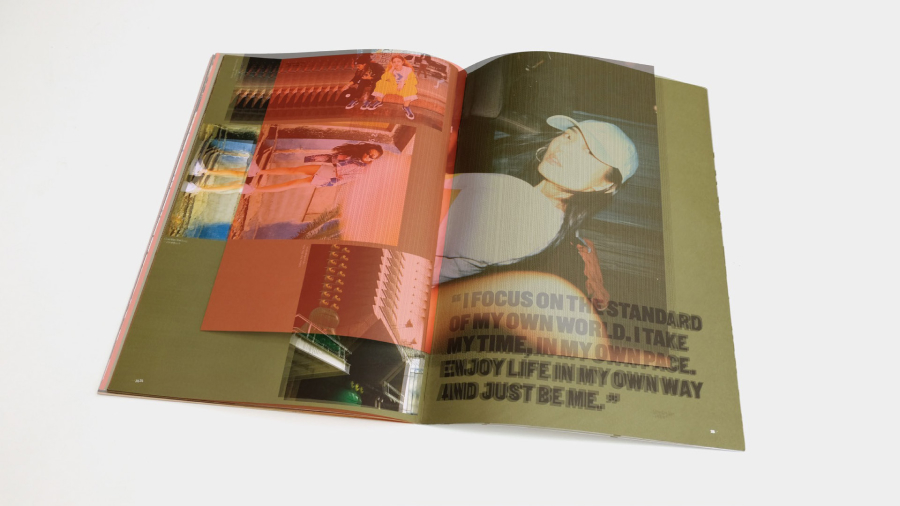 “I FOCUS ON THE STANDARD
OF MY OWN WORLD. I TAKE
MY TIME, IN MY OWN PACE.
ENJOY LIFE IN MY OWN WAY
AND JUST BE ME.”